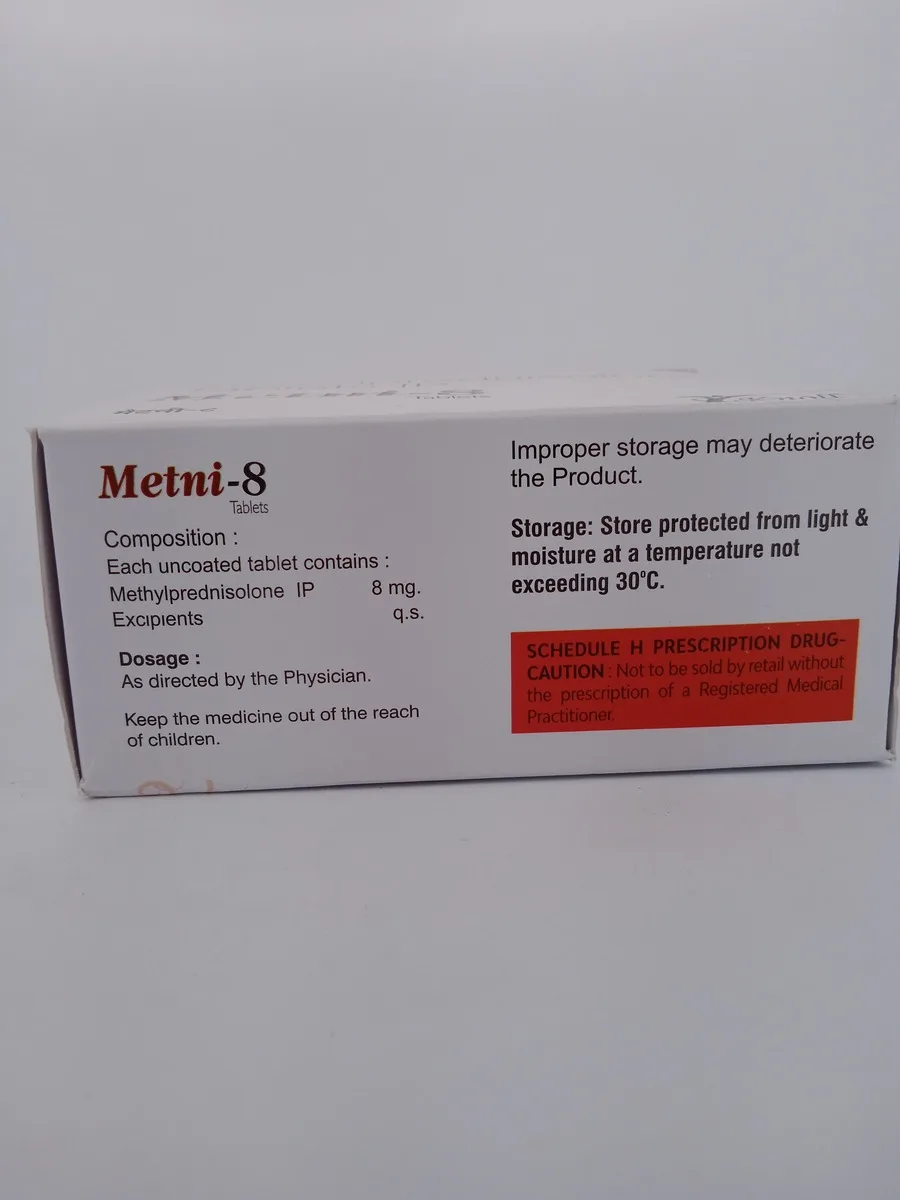 Metni-8
Tablets
Composition :
Each uncoated tablet contains :
Methylprednisolone IP 8 mg.
Excipients q.s.
Dosage :
As directed by the Physician.
Keep the medicine out of the reach
of children.
Improper storage may deteriorate
the Product.
Storage: Store protected from light &
moisture at a temperature not
exceeding 30°C.
SCHEDULE H PRESCRIPTION DRUG-
CAUTION : Not to be sold by retail without
the prescription of a Registered Medical
Practitioner.